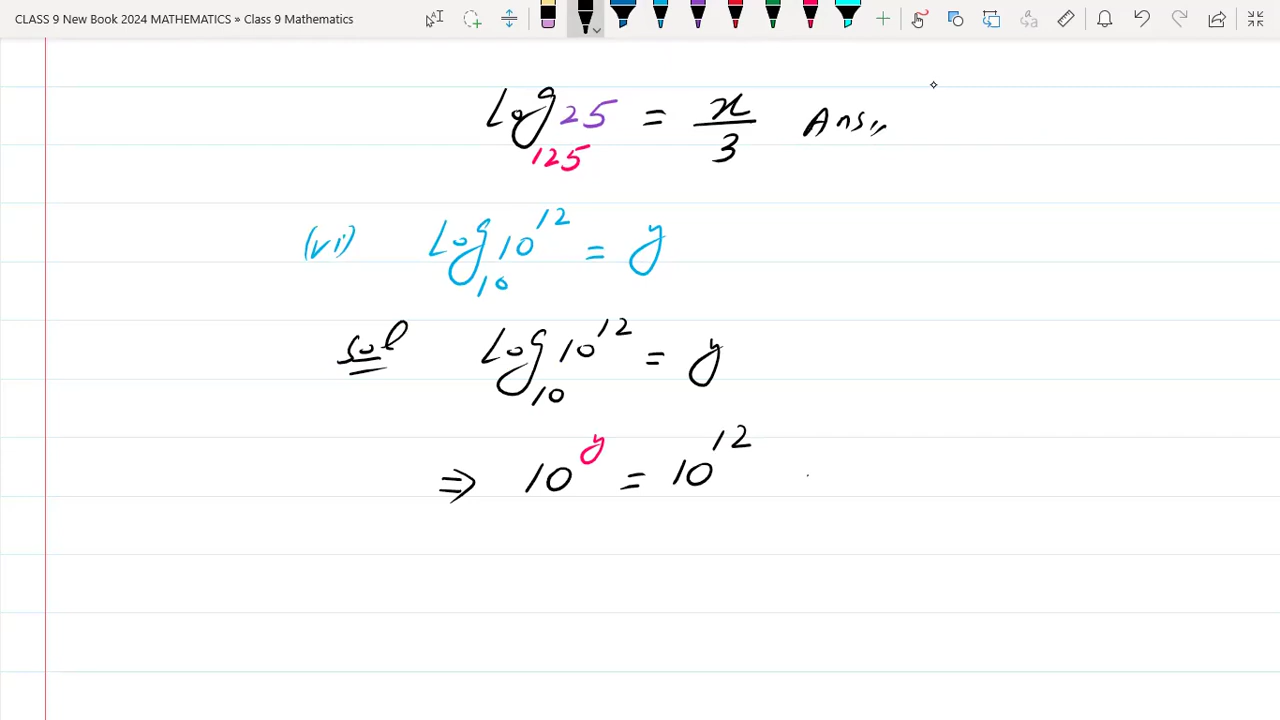 CLASS 9 New Book 2024 MATHEMATICS » Class 9 Mathematics
log₁₂₅ 25 = x/3 Ans,,
(vi) log₁₀ 10¹² = y
Sol log₁₀ 10¹² = y
⇒ 10^y = 10¹²